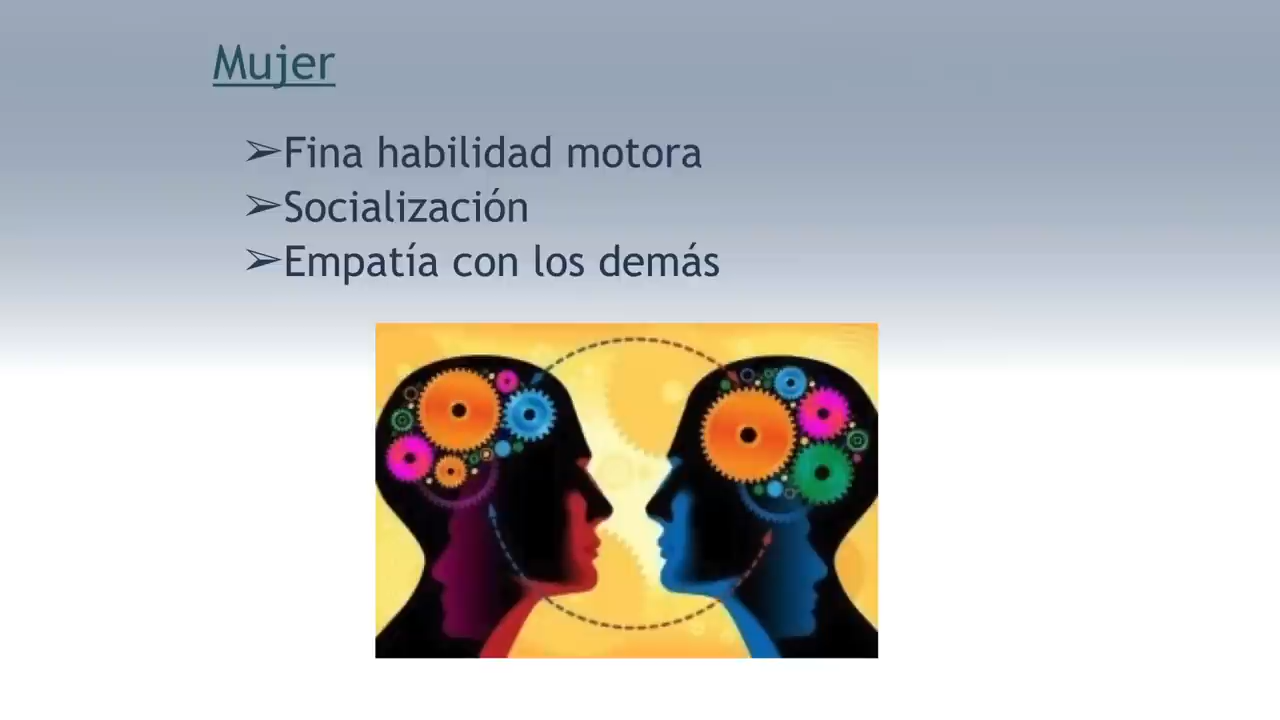 Mujer
➢Fina habilidad motora
➢Socialización
➢Empatía con los demás